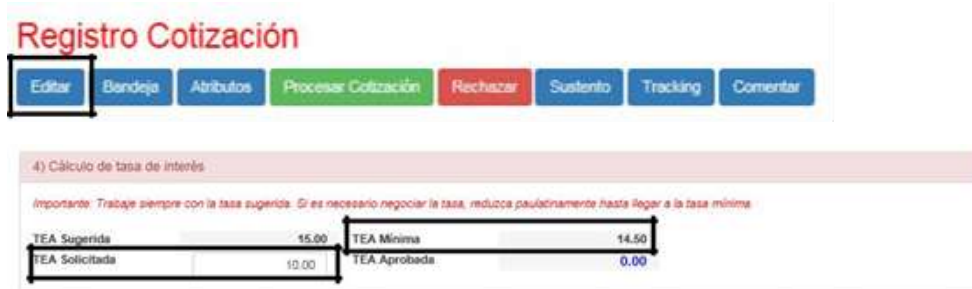 Registro Cotización
Editar Bandeja Atributos Procesar Cotización Rechazar Sustento Tracking Comentar
4) Cálculo de tasa de interés
Importante: Trabaje siempre con la tasa sugerida. Si es necesario negociar la tasa, reduzca paulatinamente hasta llegar a la tasa mínima
TEA Sugerida 15.00 TEA Mínima 14.50
TEA Solicitada 10.00 TEA Aprobada 0.00